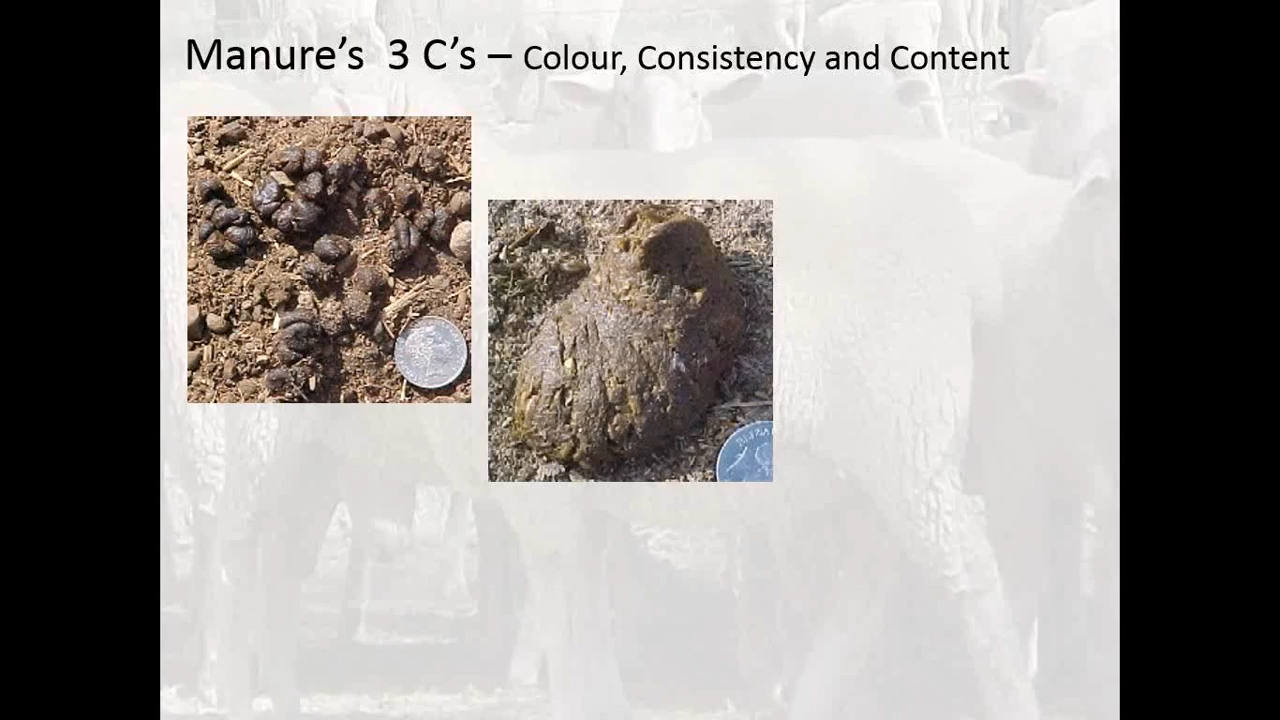 Manure’s 3 C’s – Colour, Consistency and Content